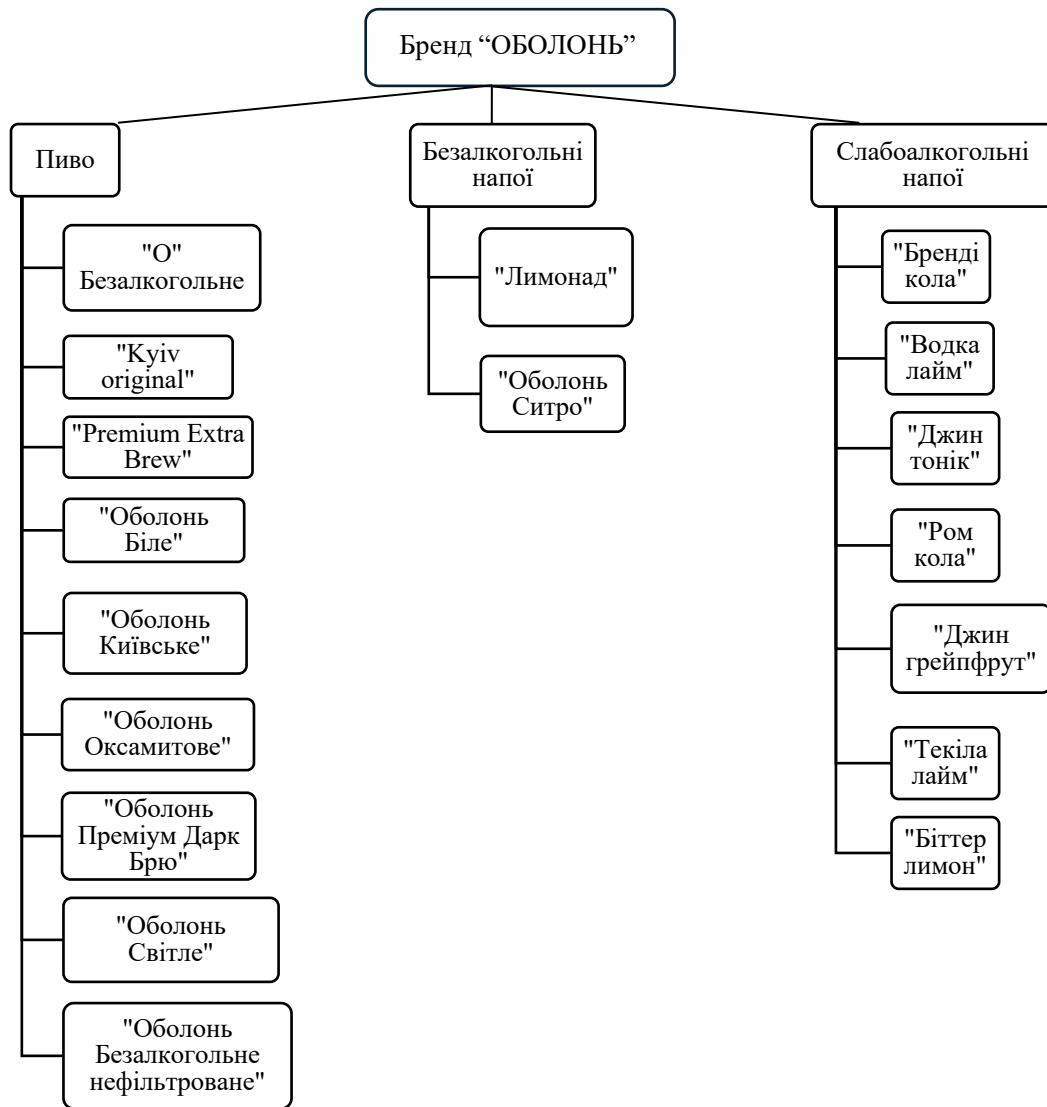 Бренд “ОБОЛОНЬ”
Пиво
"О"
Безалкогольне
"Kyiv
original"
"Premium Extra
Brew"
"Оболонь
Біле"
"Оболонь
Київське"
"Оболонь
Оксамитове"
"Оболонь
Преміум Дарк
Брю"
"Оболонь
Світле"
"Оболонь
Безалкогольне
нефільтроване"
Безалкогольні
напої
"Лимонад"
"Оболонь
Ситро"
Слабоалкогольні
напої
"Бренді
кола"
"Водка
лайм"
"Джин
тонік"
"Ром
кола"
"Джин
грейпфрут"
"Текіла
лайм"
"Біттер
лимон"